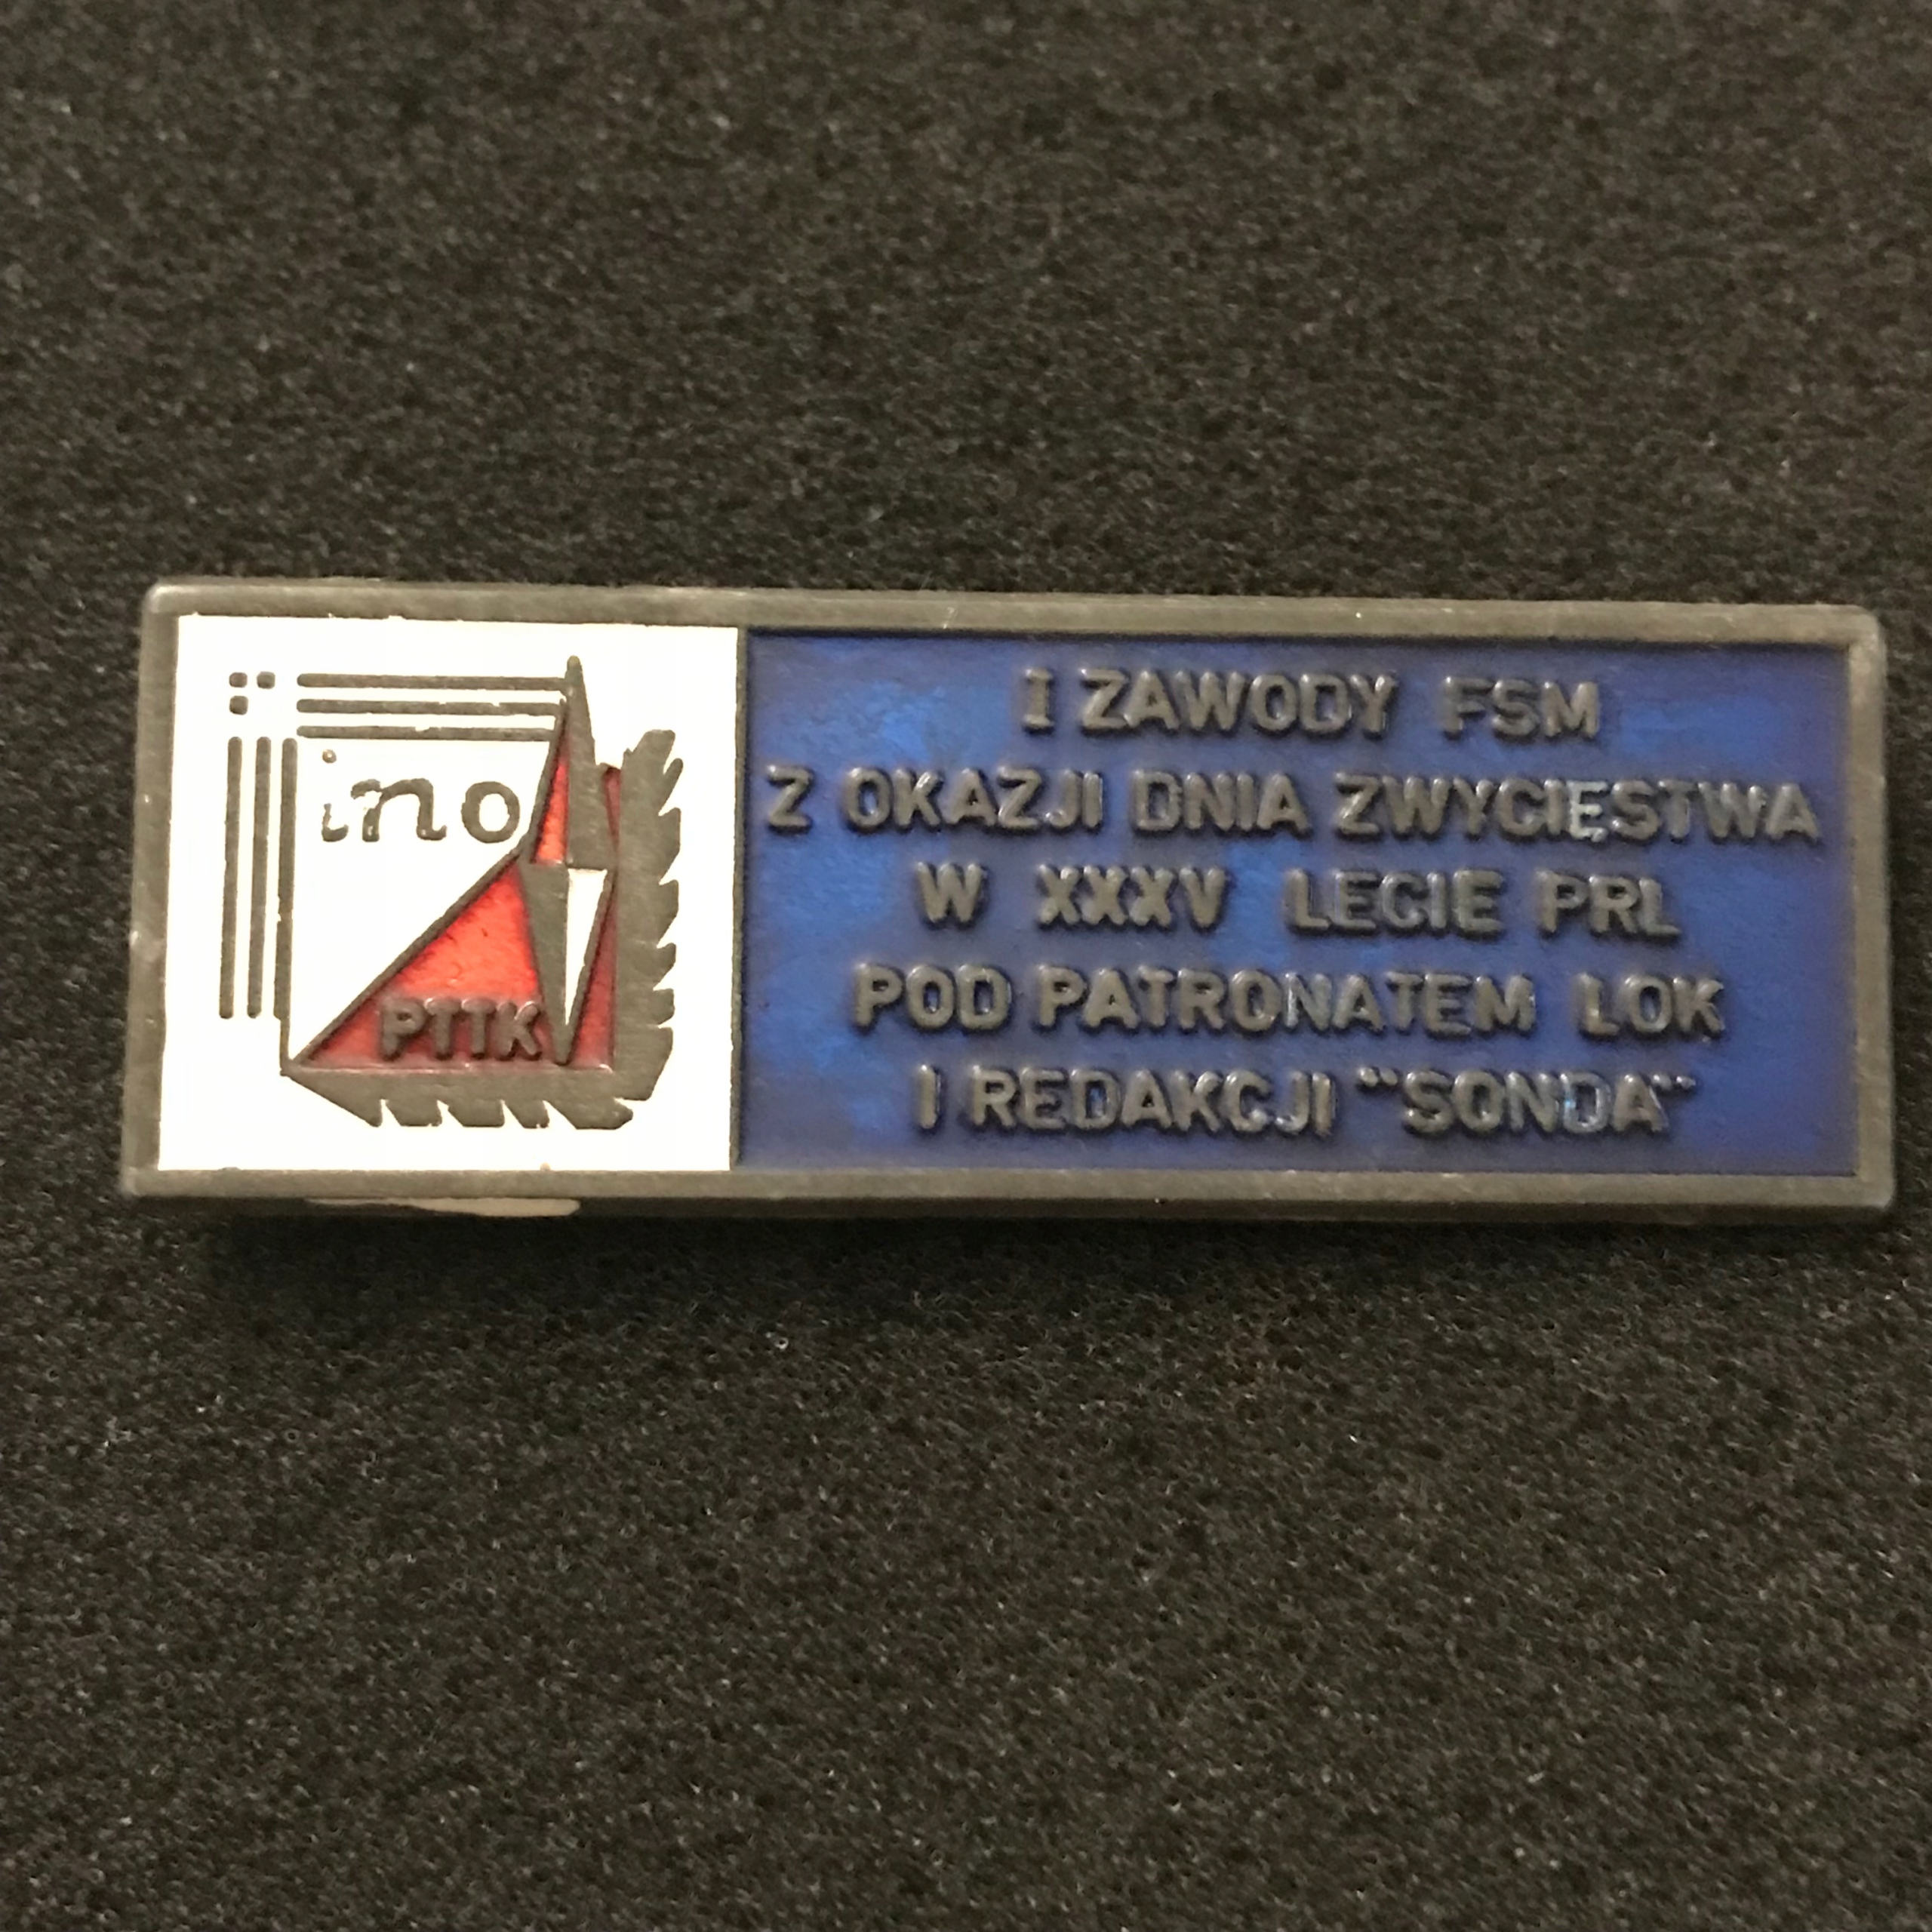 ino
PTTK
I ZAWODY FSM
Z OKAZJI DNIA ZWYCIĘSTWA
W XXXV LECIE PRL
POD PATRONATEM LOK
I REDAKCJI "SONDA"